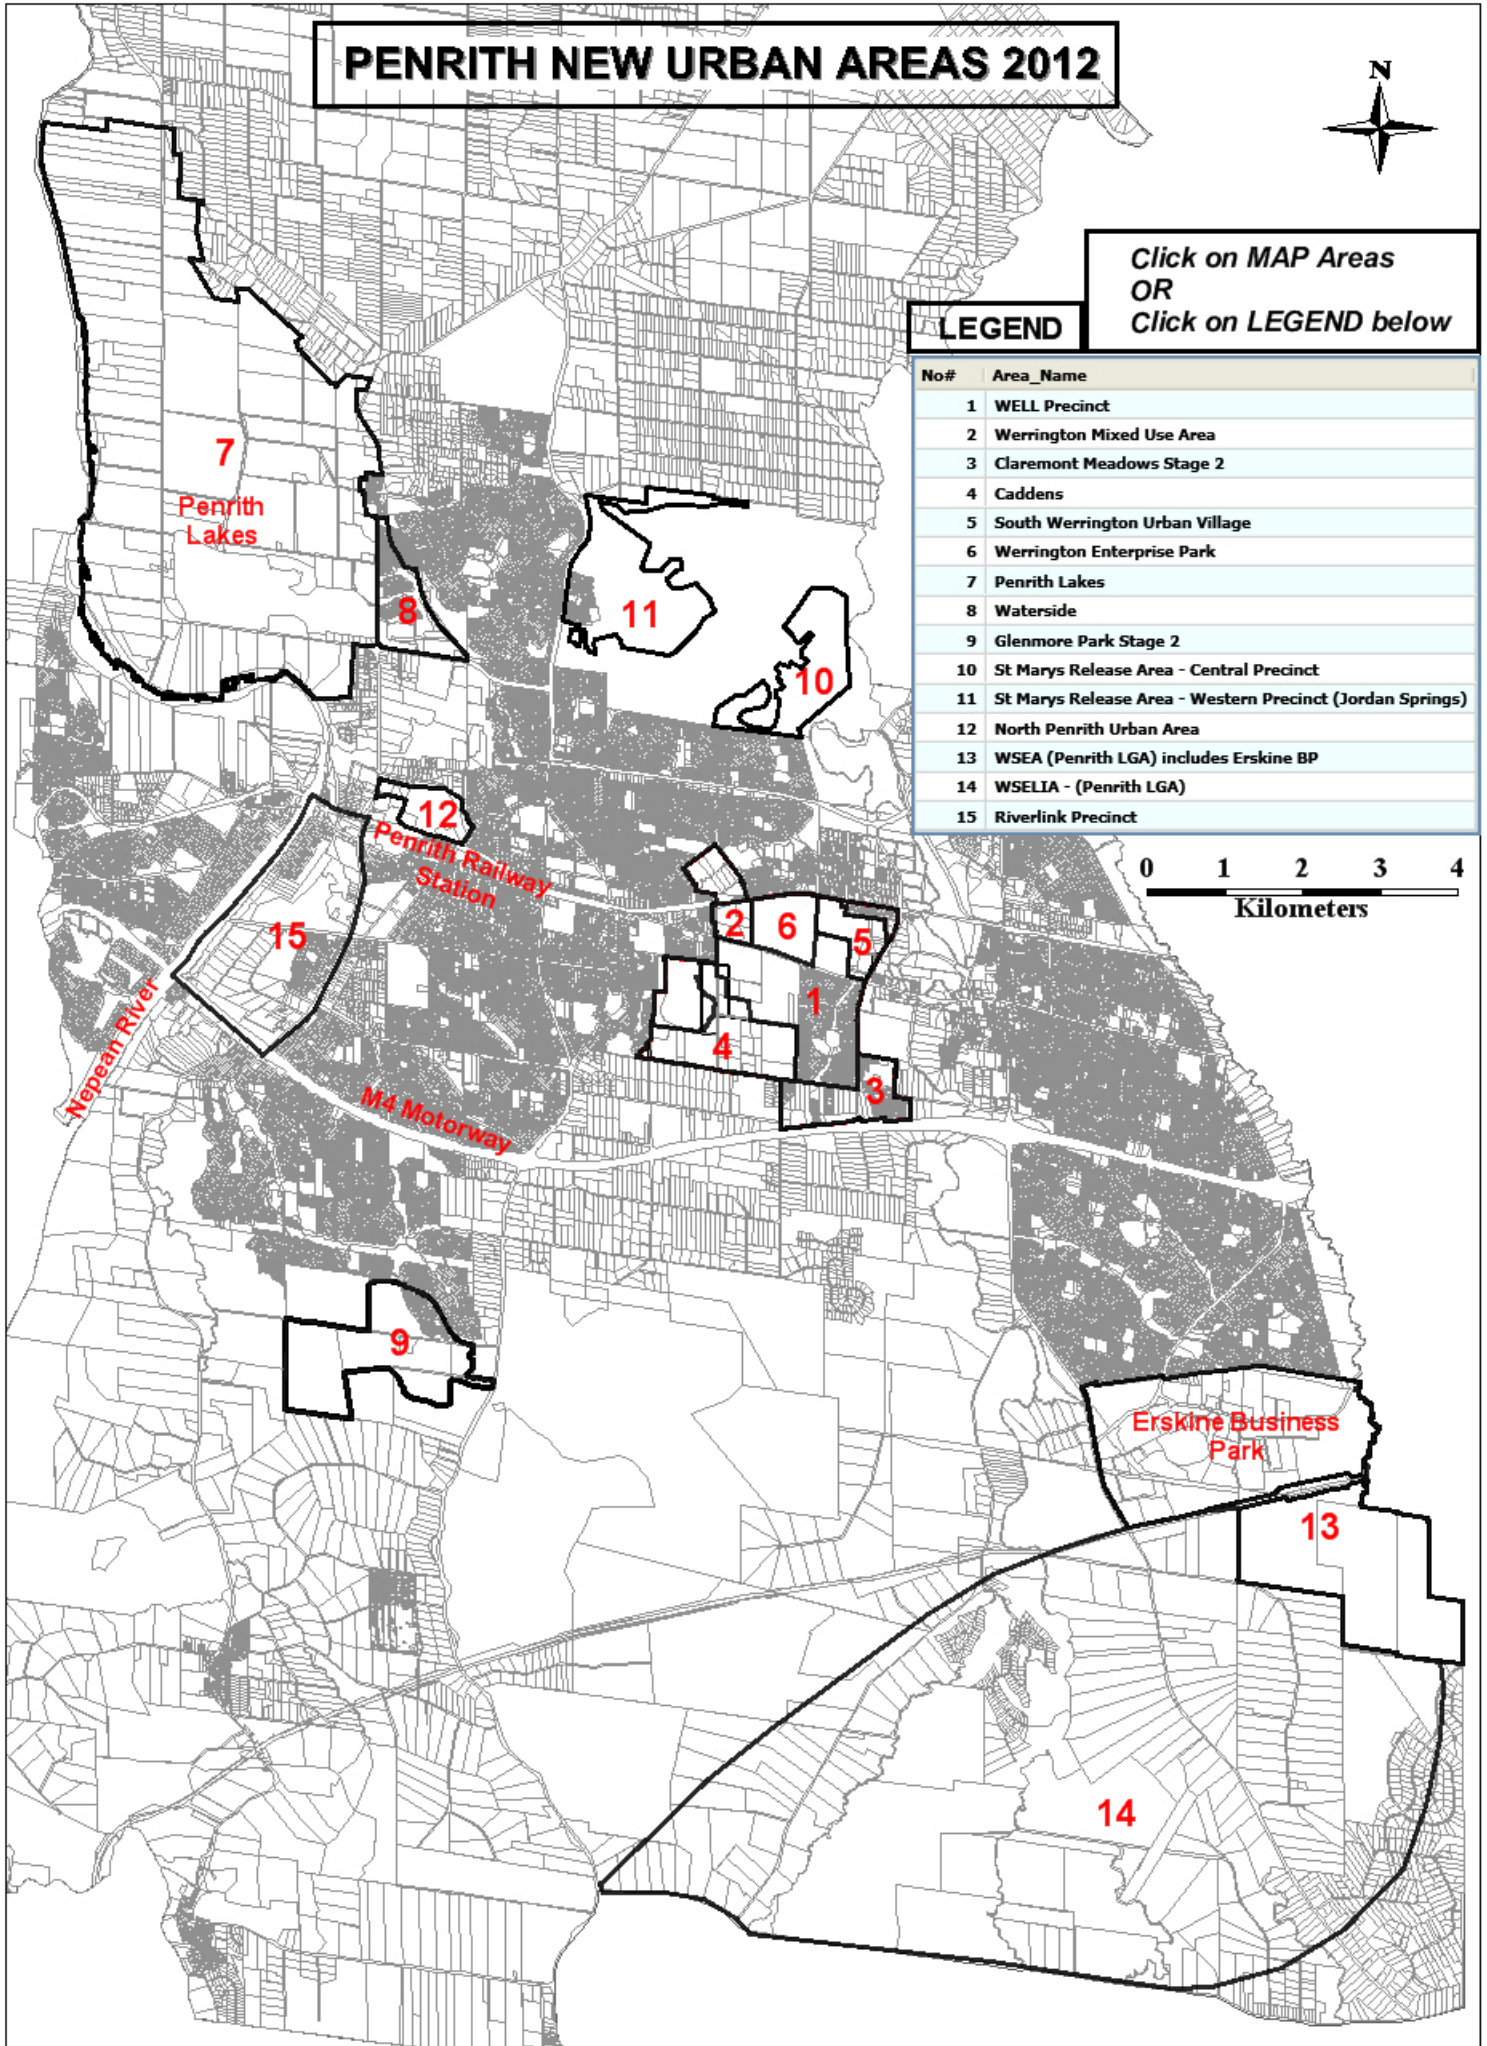 PENRITH NEW URBAN AREAS 2012
N
Click on MAP Areas
OR
Click on LEGEND below
LEGEND
No# Area_Name
1 WELL Precinct
2 Werrington Mixed Use Area
3 Claremont Meadows Stage 2
4 Caddens
5 South Werrington Urban Village
6 Werrington Enterprise Park
7 Penrith Lakes
8 Waterside
9 Glenmore Park Stage 2
10 St Marys Release Area - Central Precinct
11 St Marys Release Area - Western Precinct (Jordan Springs)
12 North Penrith Urban Area
13 WSEA (Penrith LGA) includes Erskine BP
14 WSELIA - (Penrith LGA)
15 Riverlink Precinct
0 1 2 3 4
Kilometers
7
Penrith
Lakes
8
11
10
12
Penrith Railway
Station
15
2
6
5
1
4
3
Nepean River
M4 Motorway
9
Erskine Business
Park
13
14